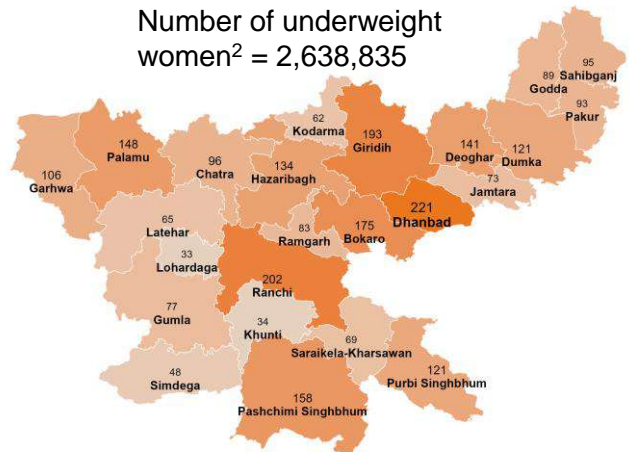 Number of underweight
women² = 2,638,835
95
Sahibganj
89
Godda
93
Pakur
62
Kodarma
193
Giridih
148
Palamu
141
Deoghar
121
Dumka
96
Chatra
134
Hazaribagh
106
Garhwa
73
Jamtara
221
Dhanbad
65
Latehar
83
Ramgarh
175
Bokaro
33
Lohardaga
202
Ranchi
77
Gumla
34
Khunti
69
Saraikela-Kharsawan
48
Simdega
121
Purbi Singhbhum
158
Pashchimi Singhbhum